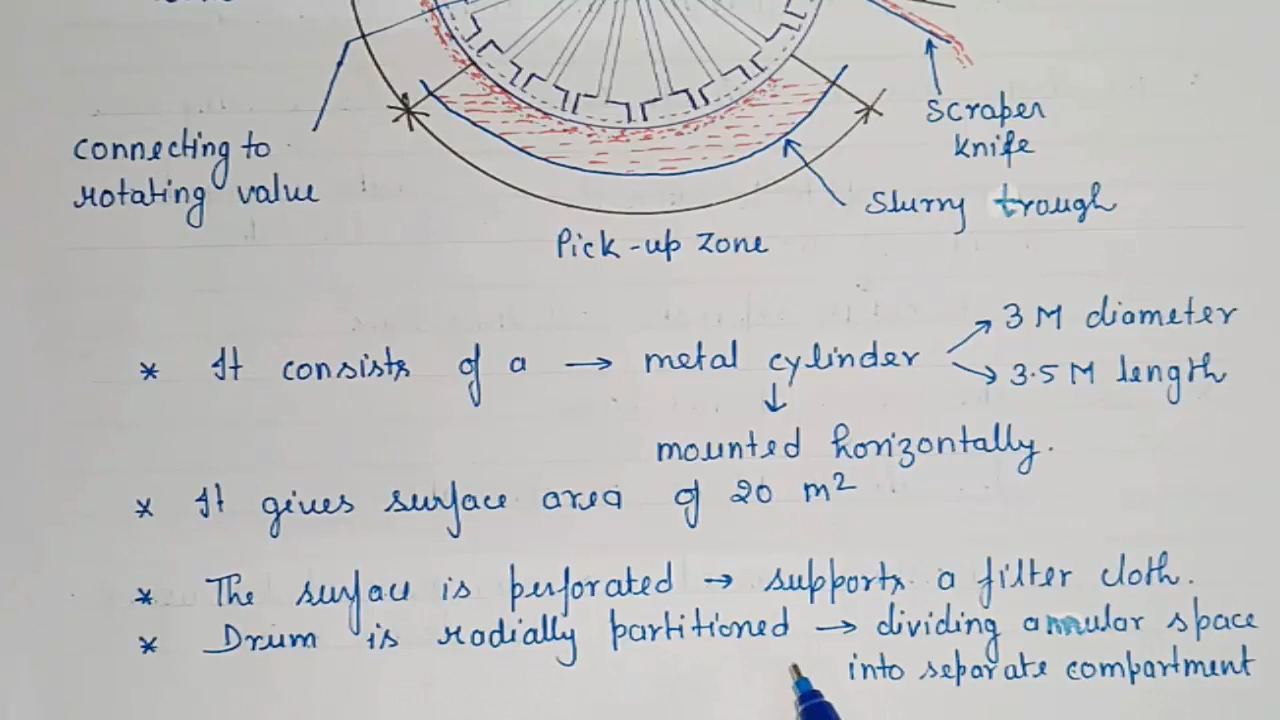 connecting to
rotating value
scraper
knife
slurry trough
Pick-up zone
3 M diameter
* It consists of a → metal cylinder
3.5 M length
↓
mounted horizontally.
* It gives surface area of 20 m²
* The surface is perforated → supports a filter cloth.
* Drum is radially partitioned → dividing annular space
into separate compartment